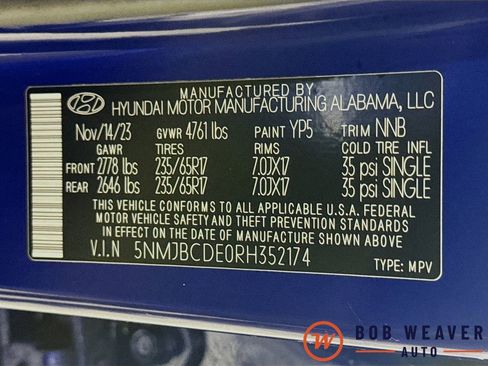 MANUFACTURED BY
HYUNDAI MOTOR MANUFACTURING ALABAMA, LLC
Nov/14/23 GVWR 4761 lbs PAINT YP5 TRIM NNB
GAWR TIRES RIMS COLD TIRE INFL
FRONT 2778 lbs 235/65R17 7.0JX17 35 psi SINGLE
REAR 2646 lbs 235/65R17 7.0JX17 35 psi SINGLE
THIS VEHICLE CONFORMS TO ALL APPLICABLE U.S.A. FEDERAL
MOTOR VEHICLE SAFETY AND THEFT PREVENTION STANDARDS
IN EFFECT ON THE DATE OF MANUFACTURE SHOWN ABOVE.
V.I.N 5NMJBCDE0RH352174
TYPE: MPV
W BOB WEAVER
AUTO